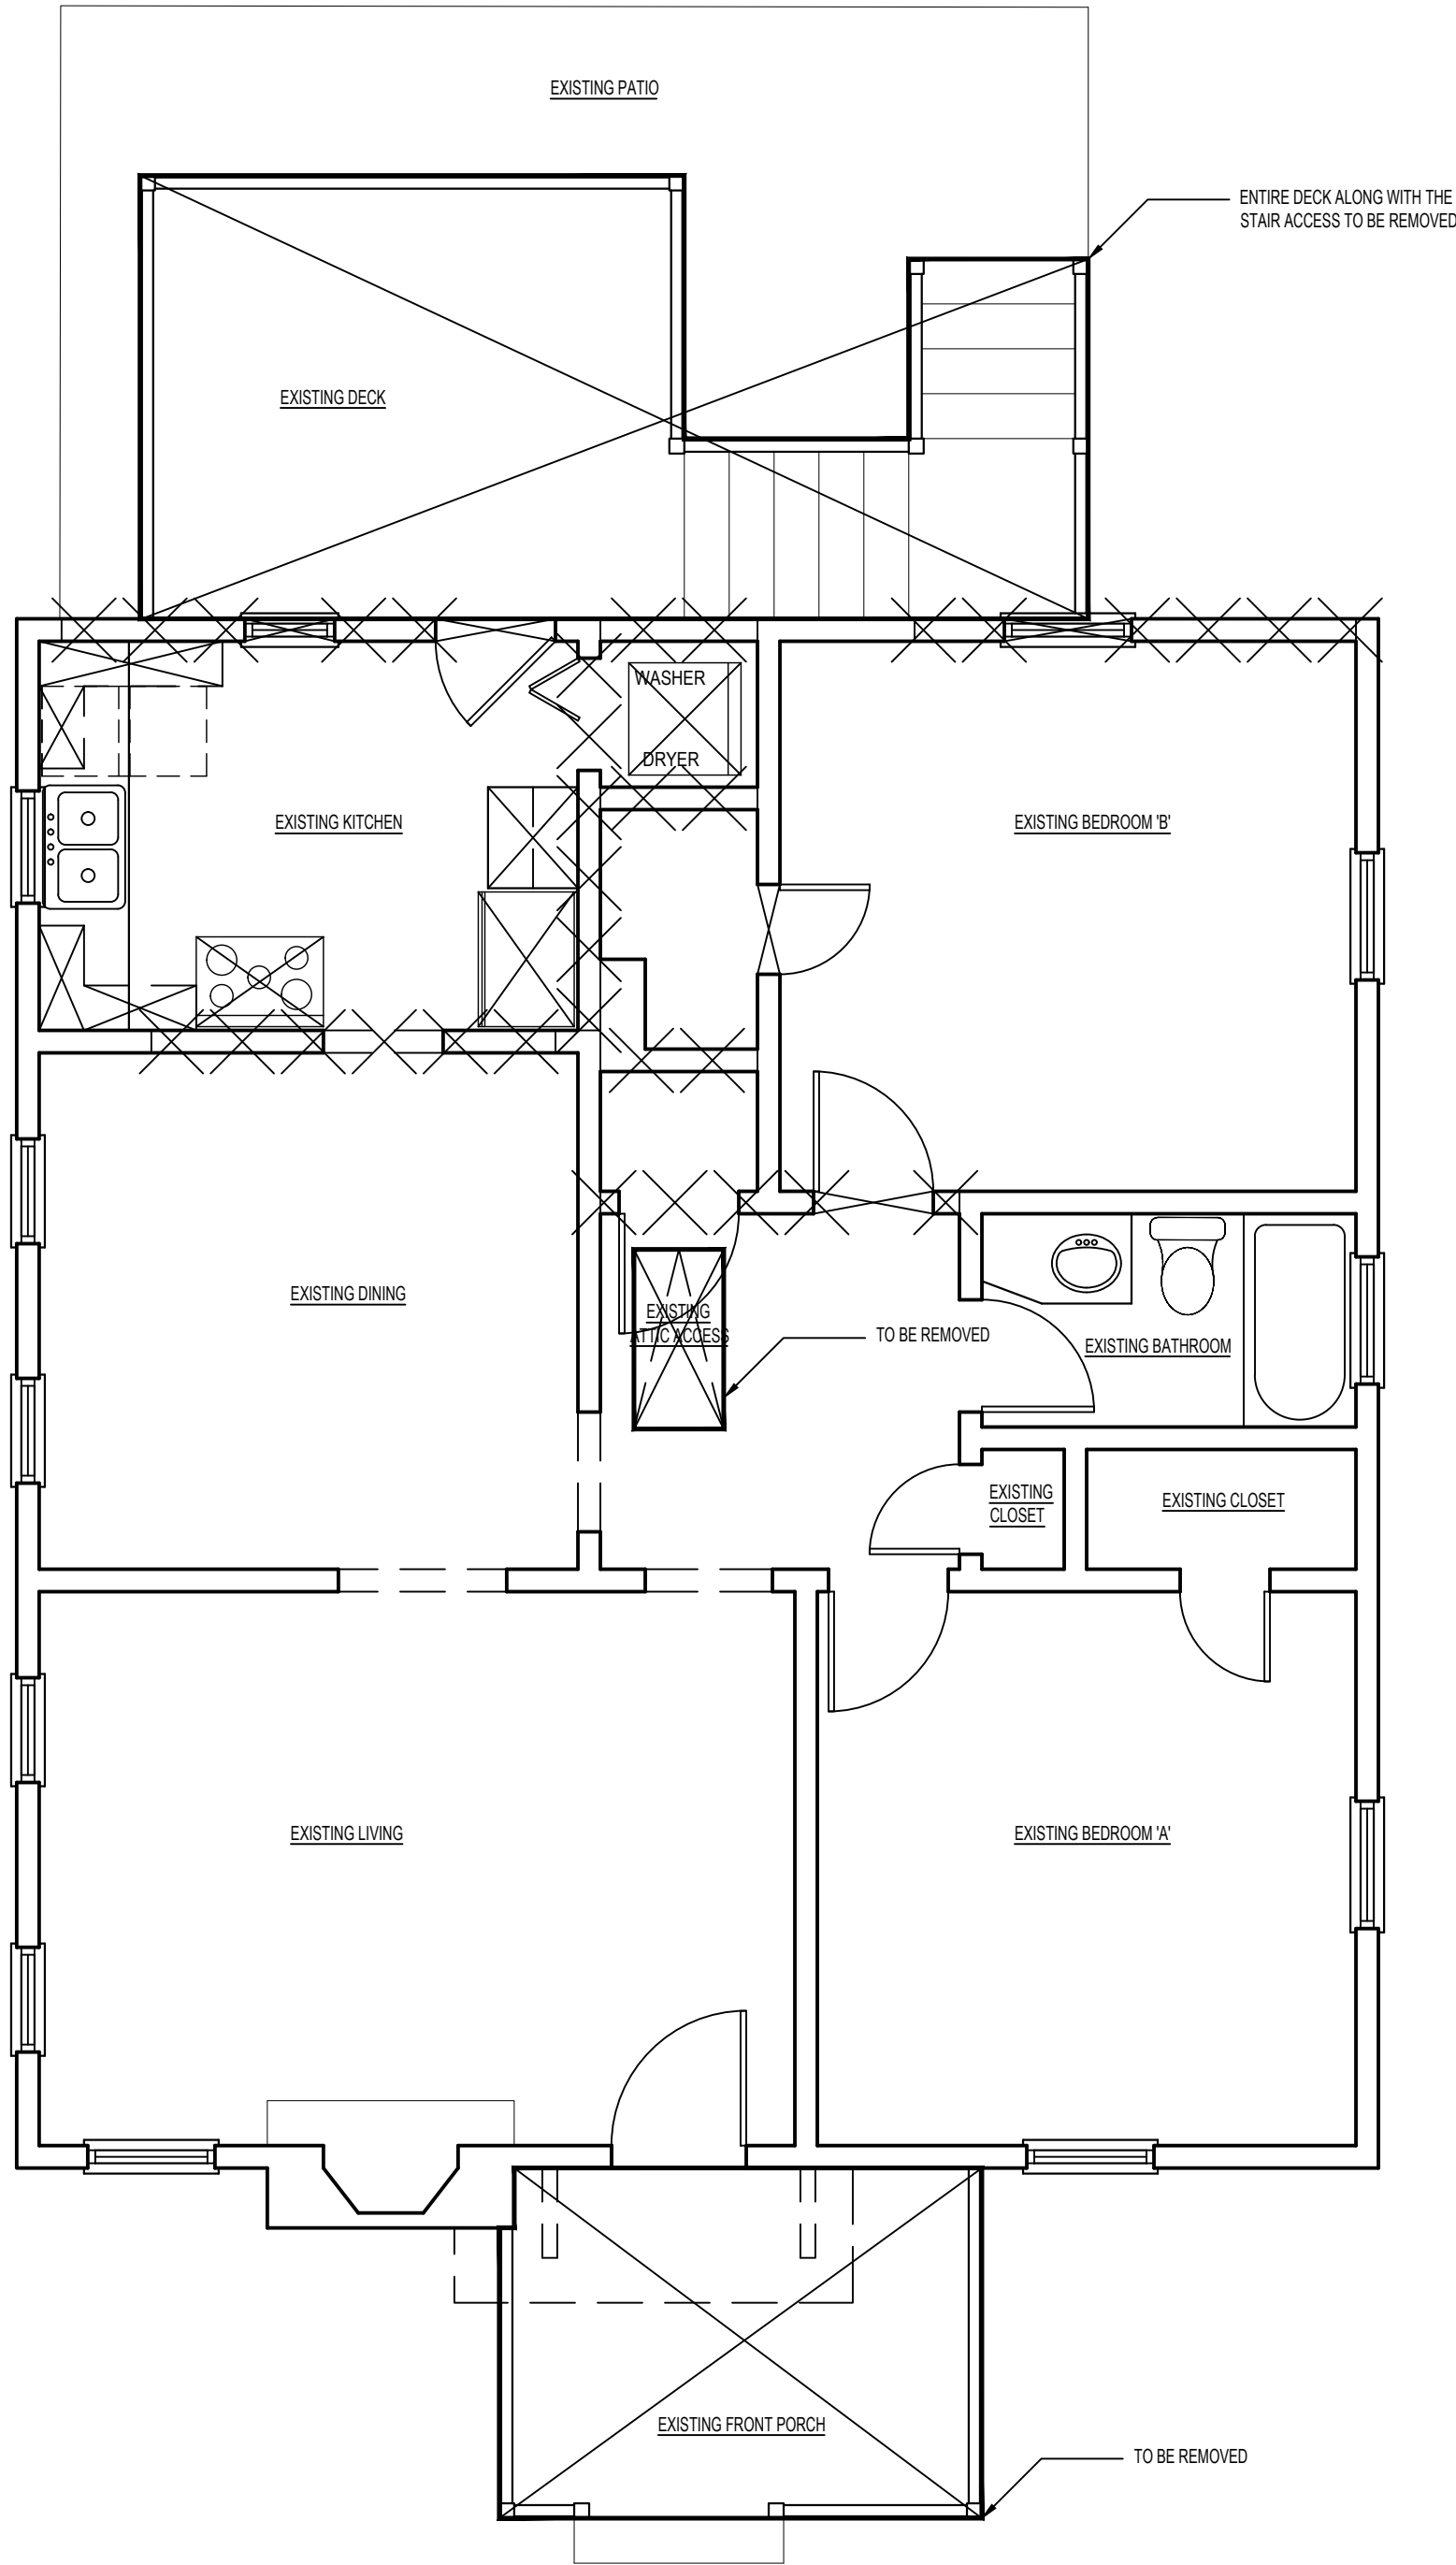 EXISTING PATIO
ENTIRE DECK ALONG WITH THE
STAIR ACCESS TO BE REMOVED
EXISTING DECK
WASHER
DRYER
EXISTING KITCHEN
EXISTING BEDROOM 'B'
EXISTING DINING
EXISTING
ATTIC ACCESS
TO BE REMOVED
EXISTING BATHROOM
EXISTING
CLOSET
EXISTING CLOSET
EXISTING LIVING
EXISTING BEDROOM 'A'
EXISTING FRONT PORCH
TO BE REMOVED